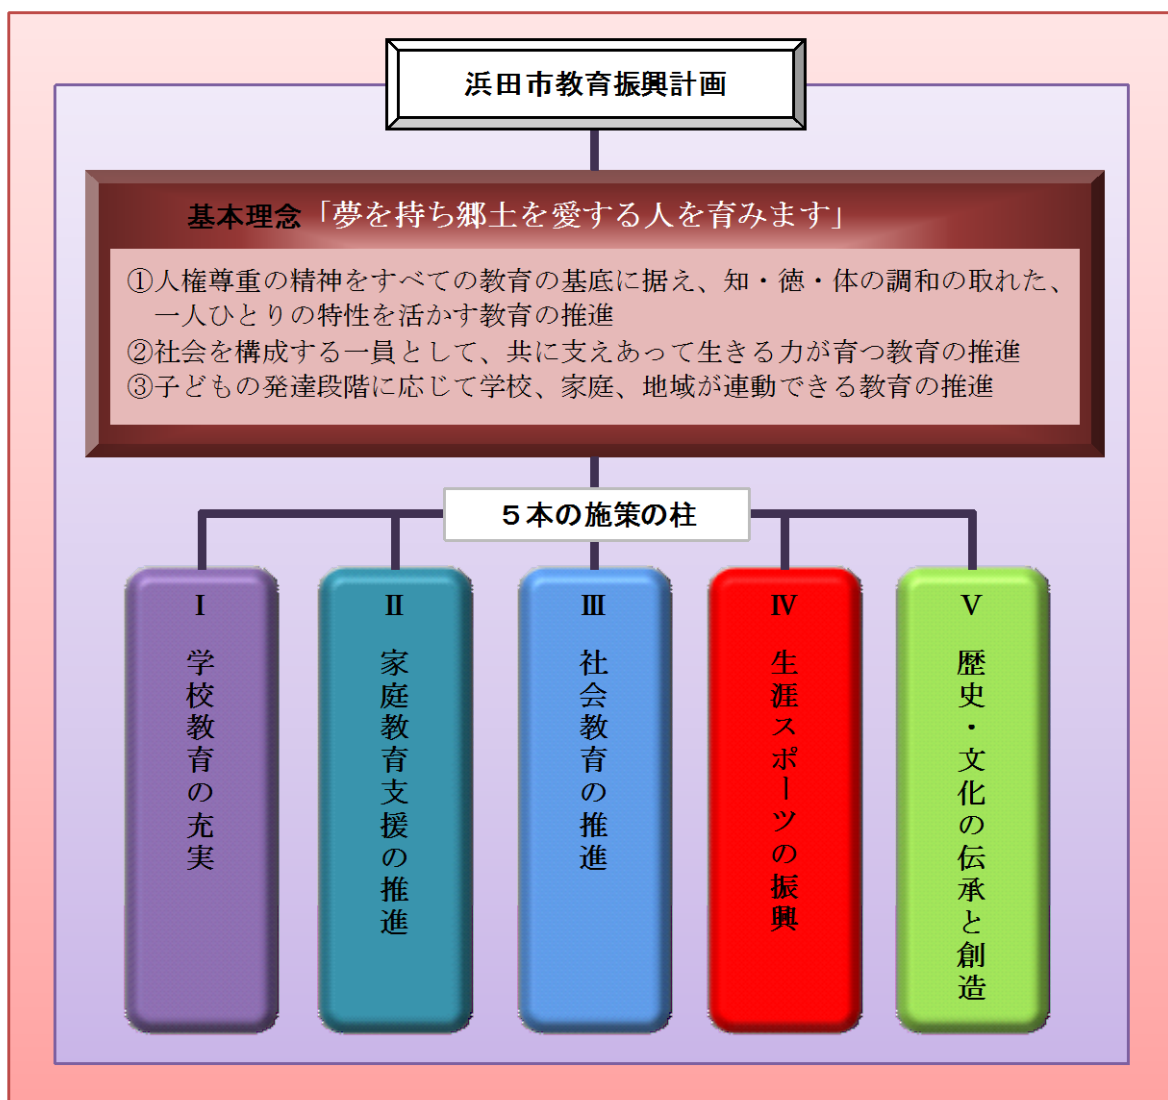 浜田市教育振興計画
基本理念「夢を持ち郷土を愛する人を育みます」
①人権尊重の精神をすべての教育の基底に据え、知・徳・体の調和の取れた、
一人ひとりの特性を活かす教育の推進
②社会を構成する一員として、共に支えあって生きる力が育つ教育の推進
③子どもの発達段階に応じて学校、家庭、地域が連動できる教育の推進
５本の施策の柱
Ⅰ 学校教育の充実
Ⅱ 家庭教育支援の推進
Ⅲ 社会教育の推進
Ⅳ 生涯スポーツの振興
Ⅴ 歴史・文化の伝承と創造